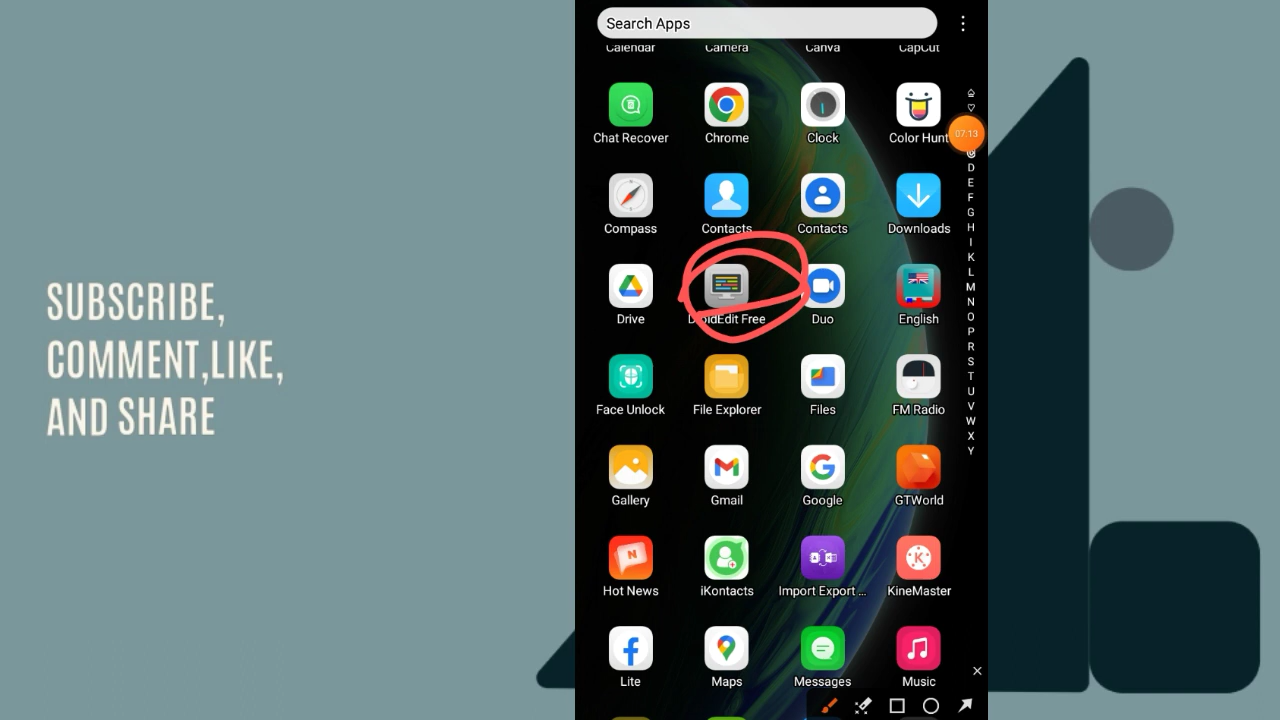 SUBSCRIBE,
COMMENT,LIKE,
AND SHARE
Search Apps
Calendar Camera Canva CapCut
Chat Recover Chrome Clock Color Hunt
07:13
Compass Contacts Contacts Downloads
Drive DroidEdit Free Duo English
Face Unlock File Explorer Files FM Radio
Gallery Gmail Google GTWorld
Hot News iKontacts Import Export ... KineMaster
Lite Maps Messages Music
D
E
F
G
H
I
K
L
M
N
O
P
R
S
T
U
V
W
X
Y